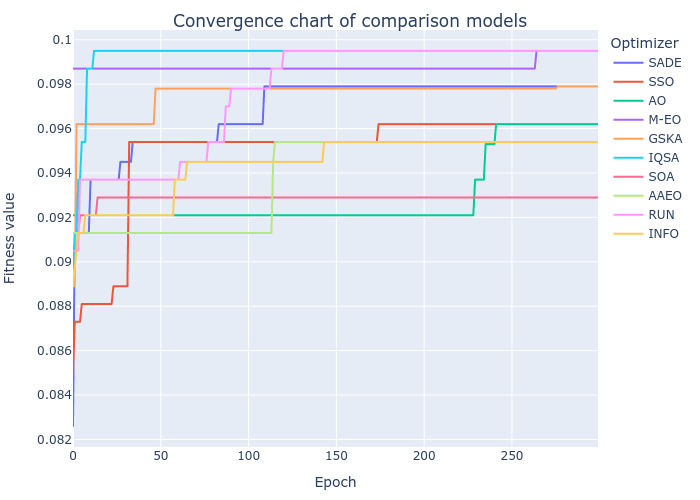 Convergence chart of comparison models
Fitness value
0.1
0.098
0.096
0.094
0.092
0.09
0.088
0.086
0.084
0.082
0
50
100
150
200
250
Epoch
Optimizer
SADE
SSO
AO
M-EO
GSKA
IQSA
SOA
AAEO
RUN
INFO